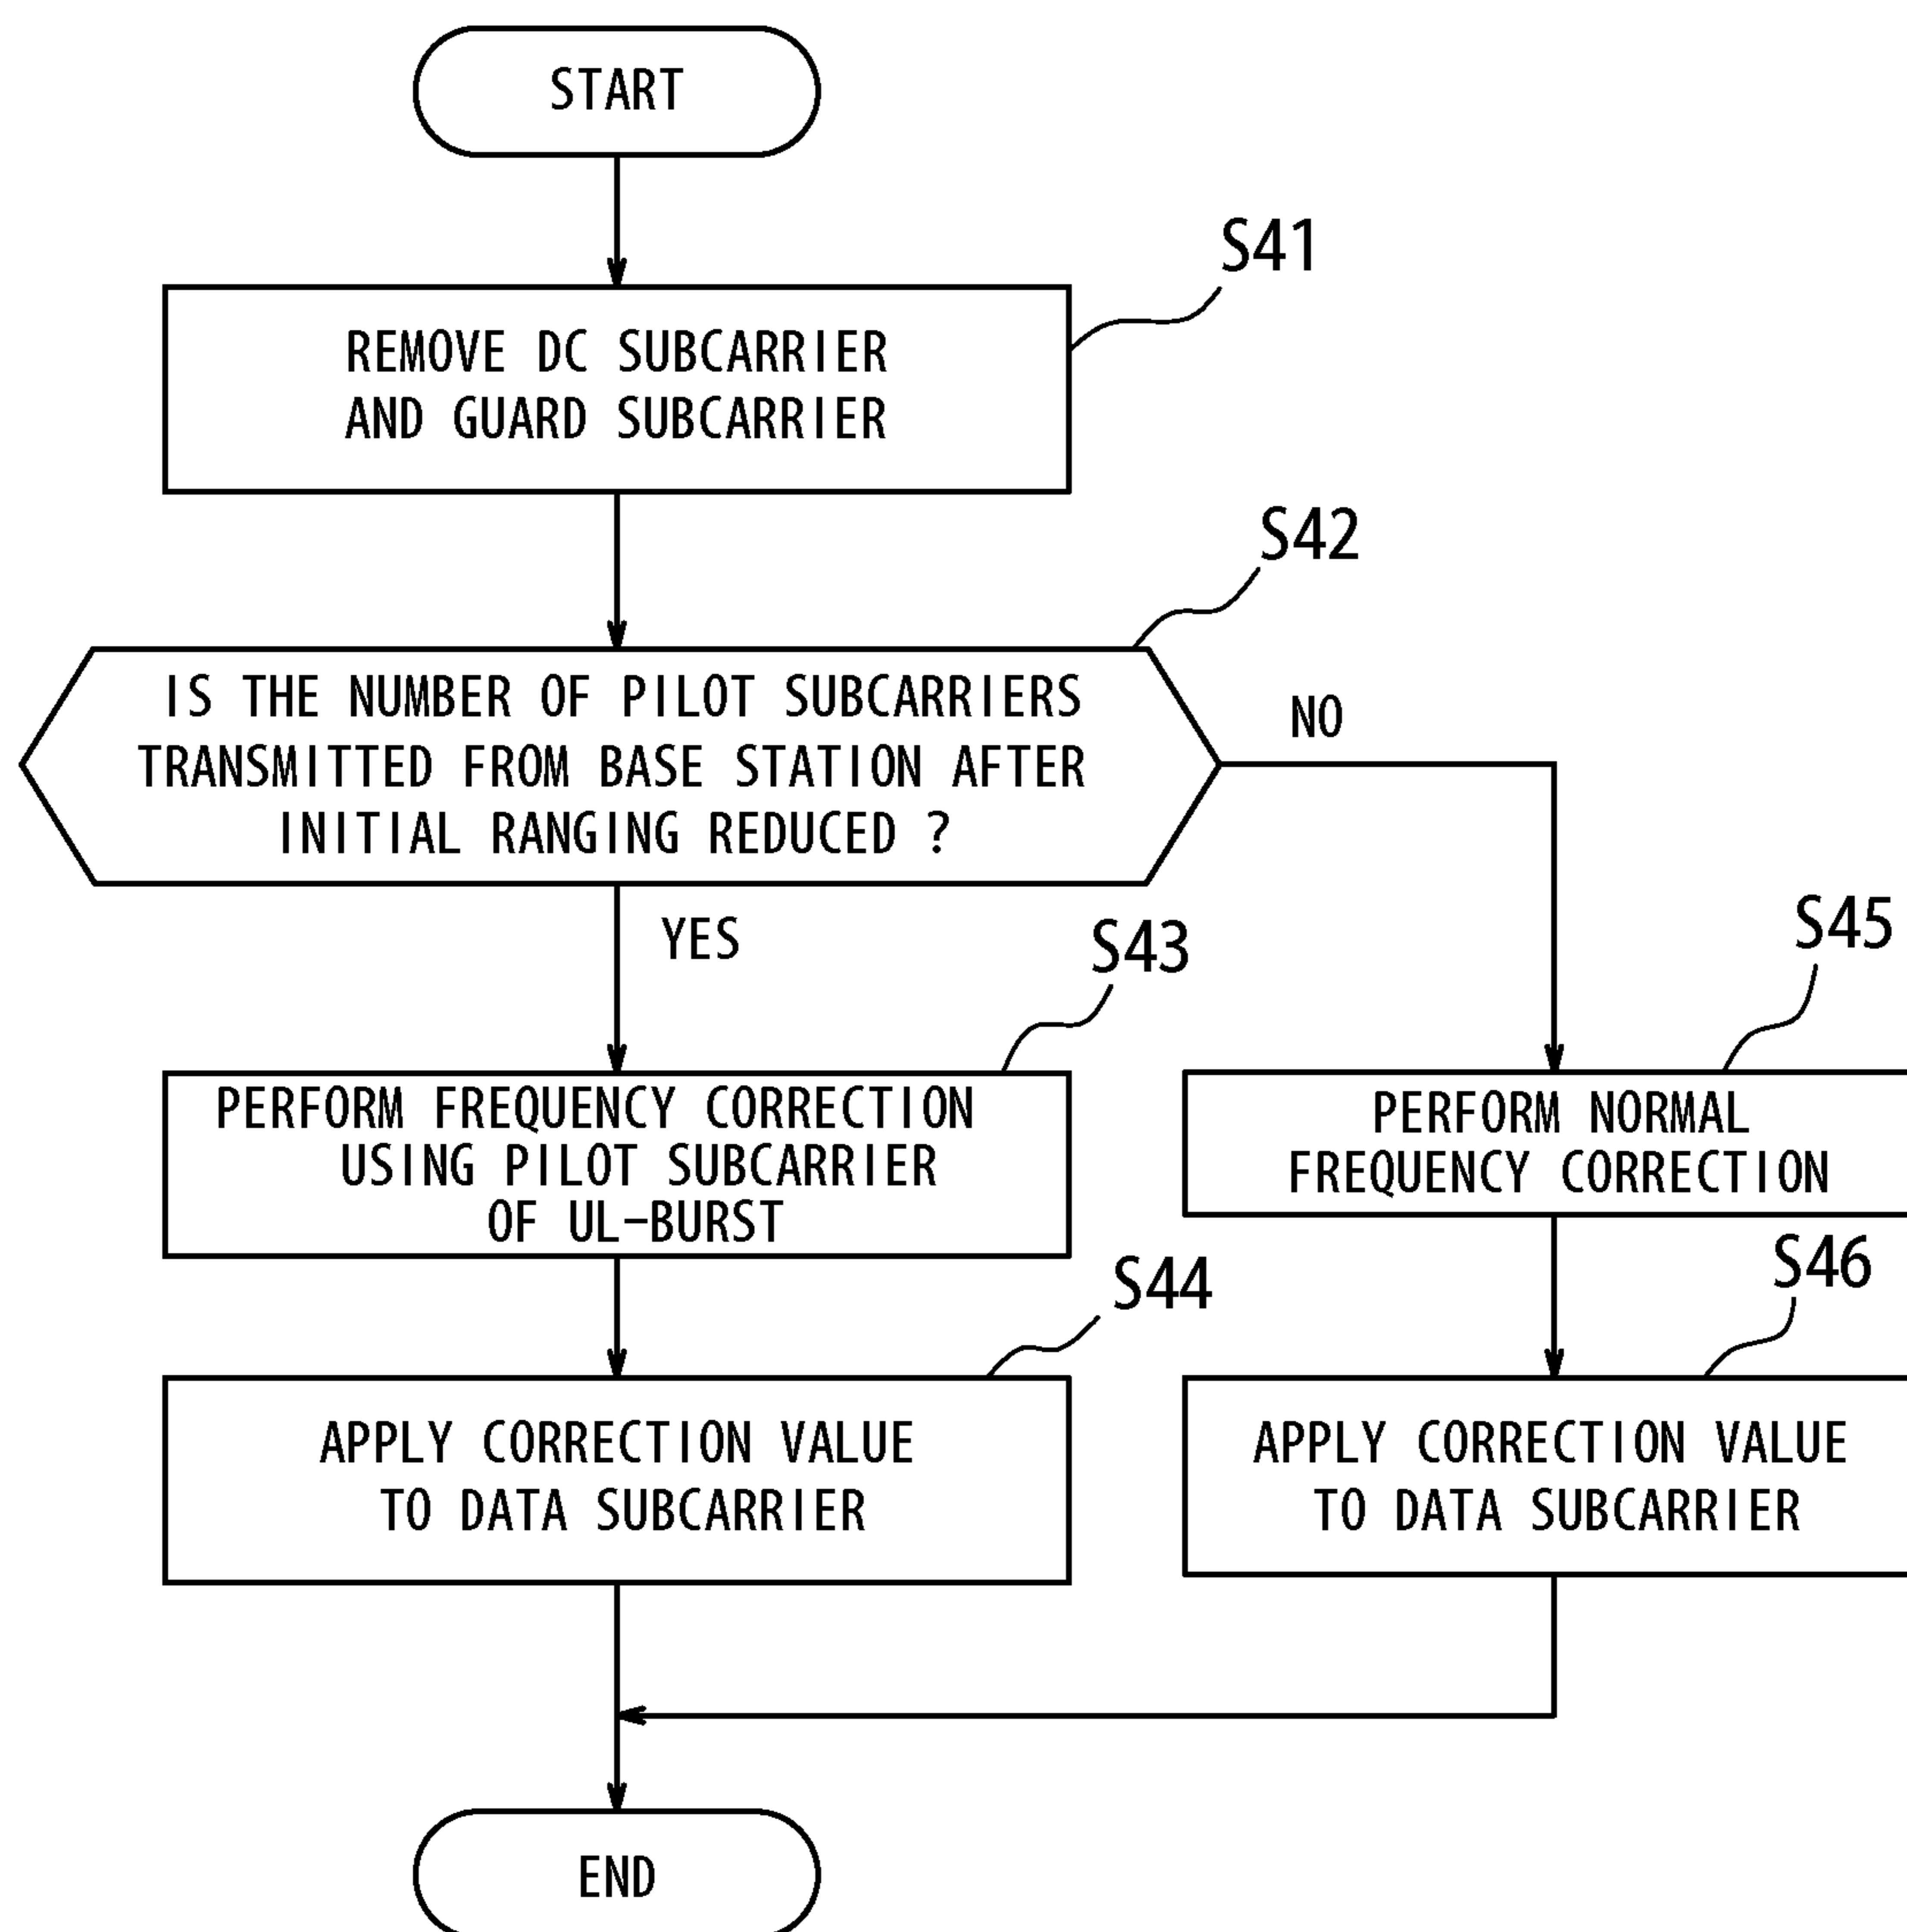 START
S41
REMOVE DC SUBCARRIER
AND GUARD SUBCARRIER
S42
IS THE NUMBER OF PILOT SUBCARRIERS
TRANSMITTED FROM BASE STATION AFTER
INITIAL RANGING REDUCED ?
NO
YES
S43
S45
PERFORM FREQUENCY CORRECTION
USING PILOT SUBCARRIER
OF UL-BURST
PERFORM NORMAL
FREQUENCY CORRECTION
S44
S46
APPLY CORRECTION VALUE
TO DATA SUBCARRIER
APPLY CORRECTION VALUE
TO DATA SUBCARRIER
END